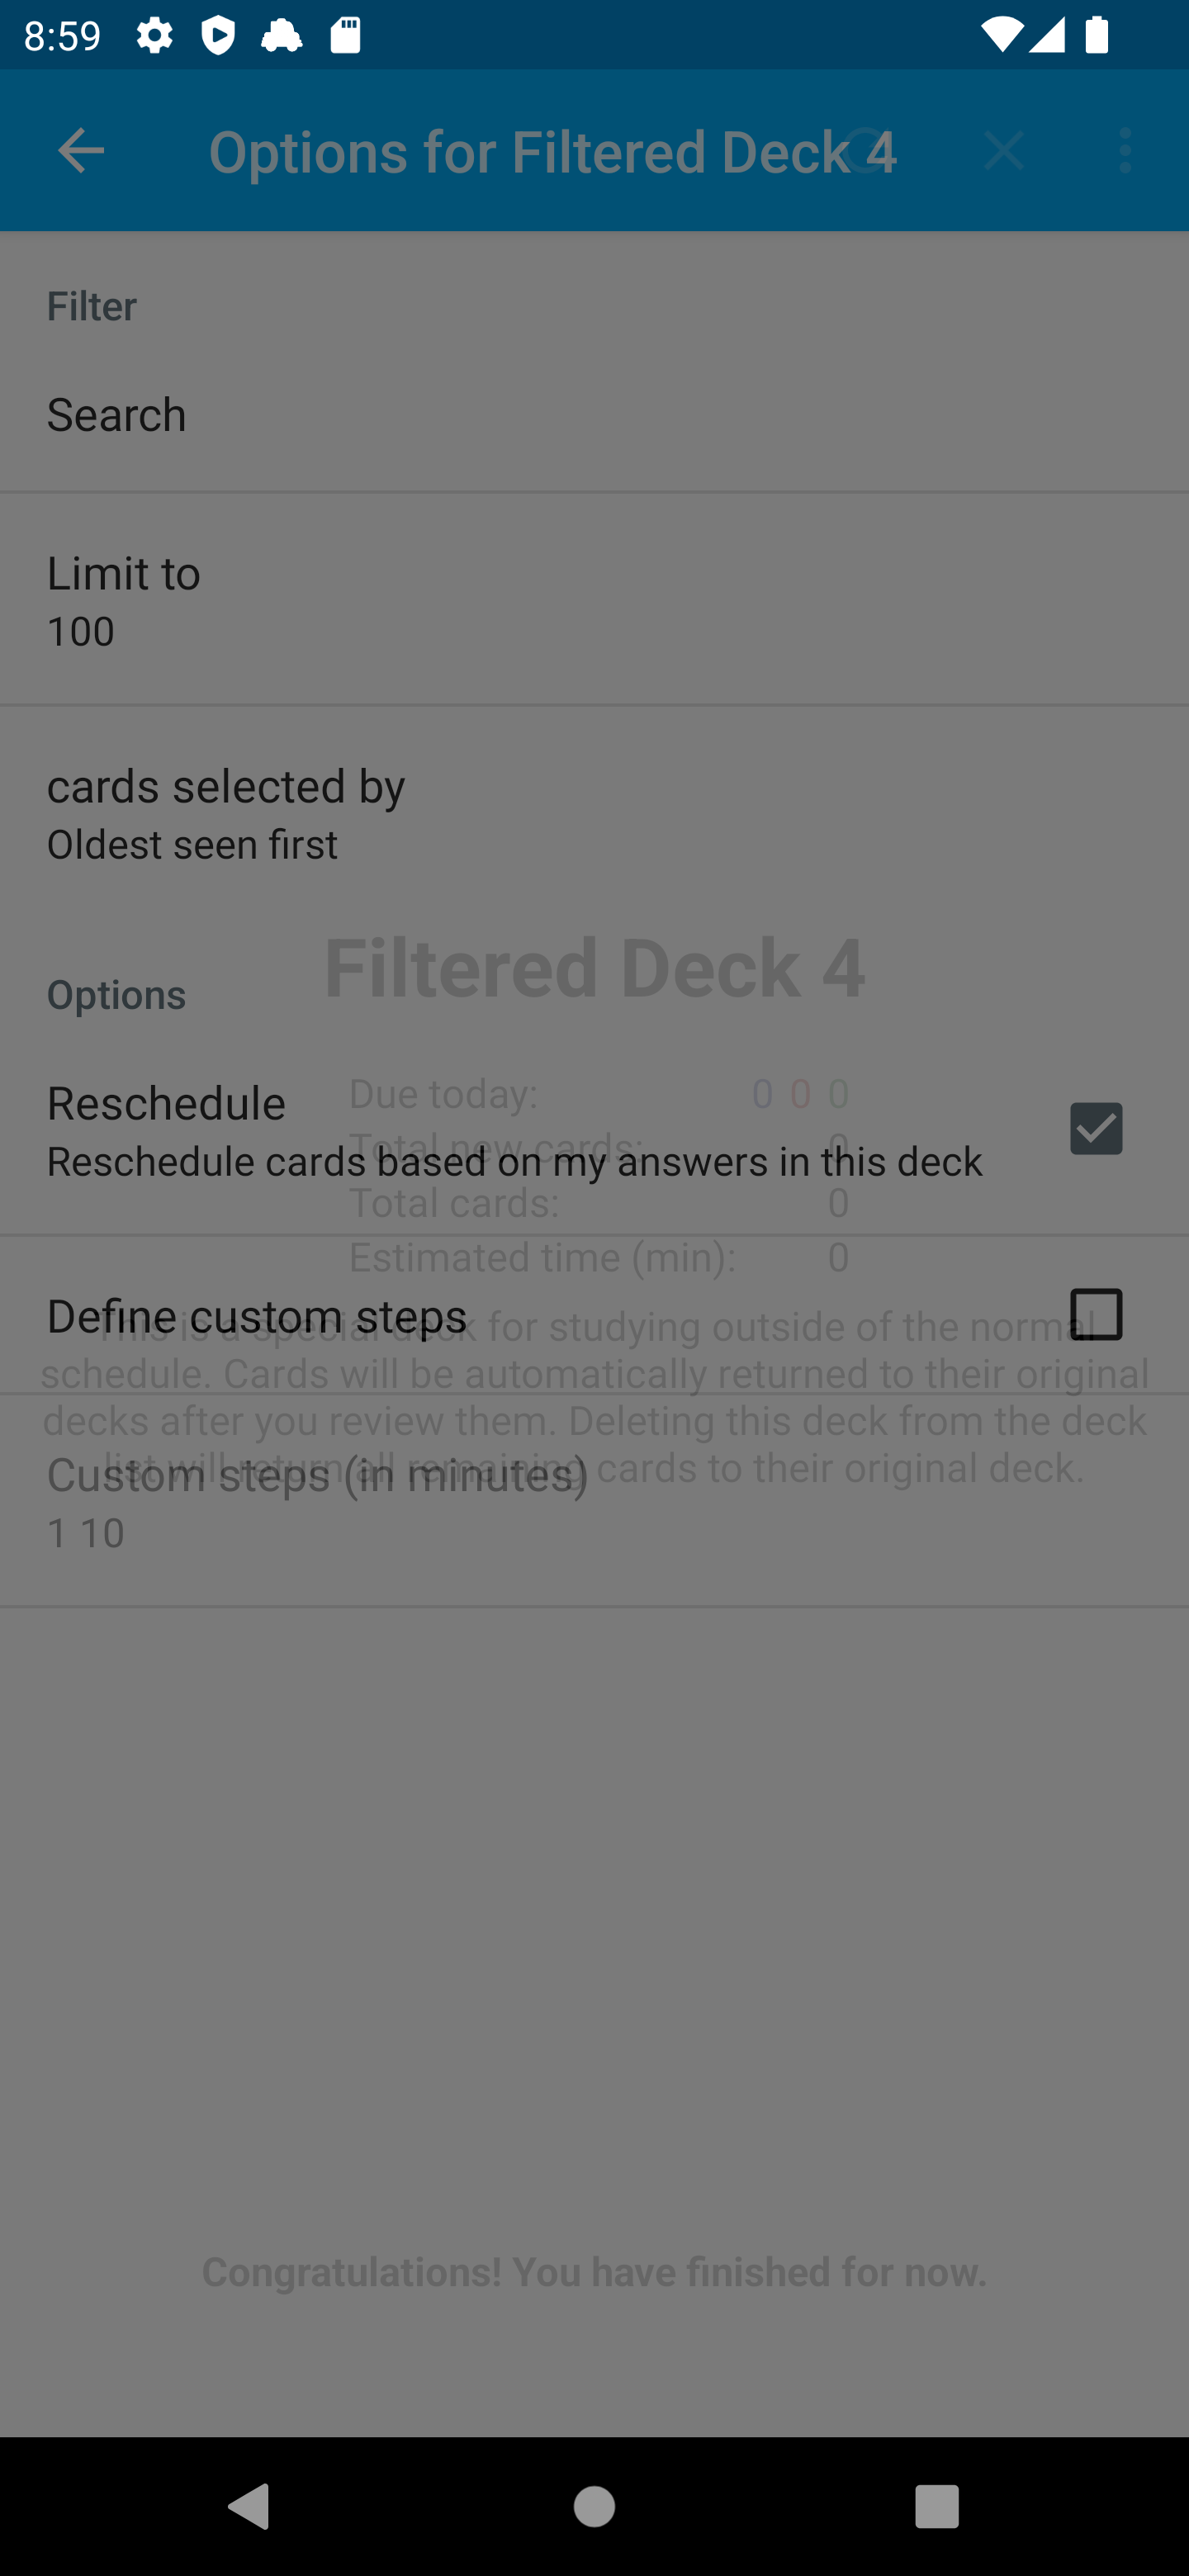 8:59
Options for Filtered Deck 4
Filter
Search
Limit to
100
cards selected by
Oldest seen first
Filtered Deck 4
Options
Reschedule
Reschedule cards based on my answers in this deck
Due today: 0 0 0
Total new cards: 0
Total cards: 0
Estimated time (min): 0
Define custom steps
This is a special deck for studying outside of the normal
schedule. Cards will be automatically returned to their original
decks after you review them. Deleting this deck from the deck
list will return all remaining cards to their original deck.
Custom steps (in minutes)
1 10
Congratulations! You have finished for now.